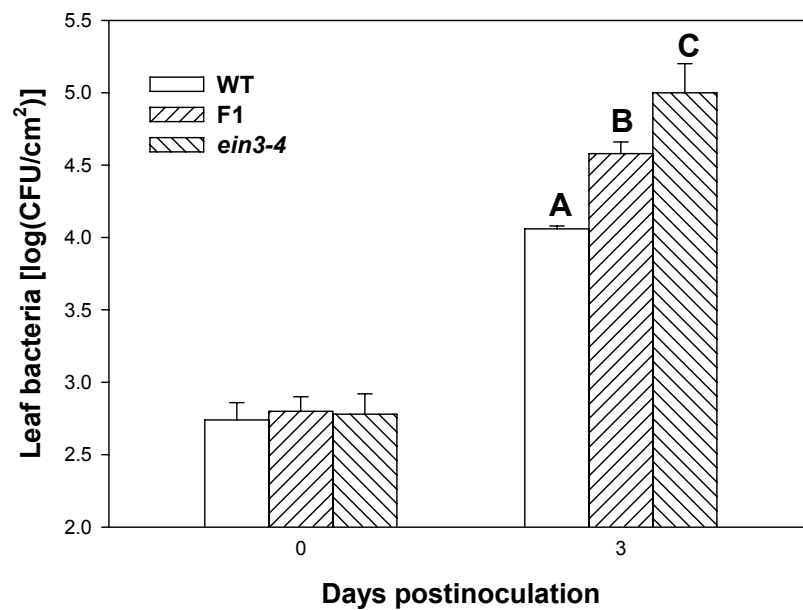 5.5
5.0
4.5
4.0
3.5
3.0
2.5
2.0
Leaf bacteria [log(CFU/cm²)]
WT
F1
ein3-4
A
B
C
0
3
Days postinoculation